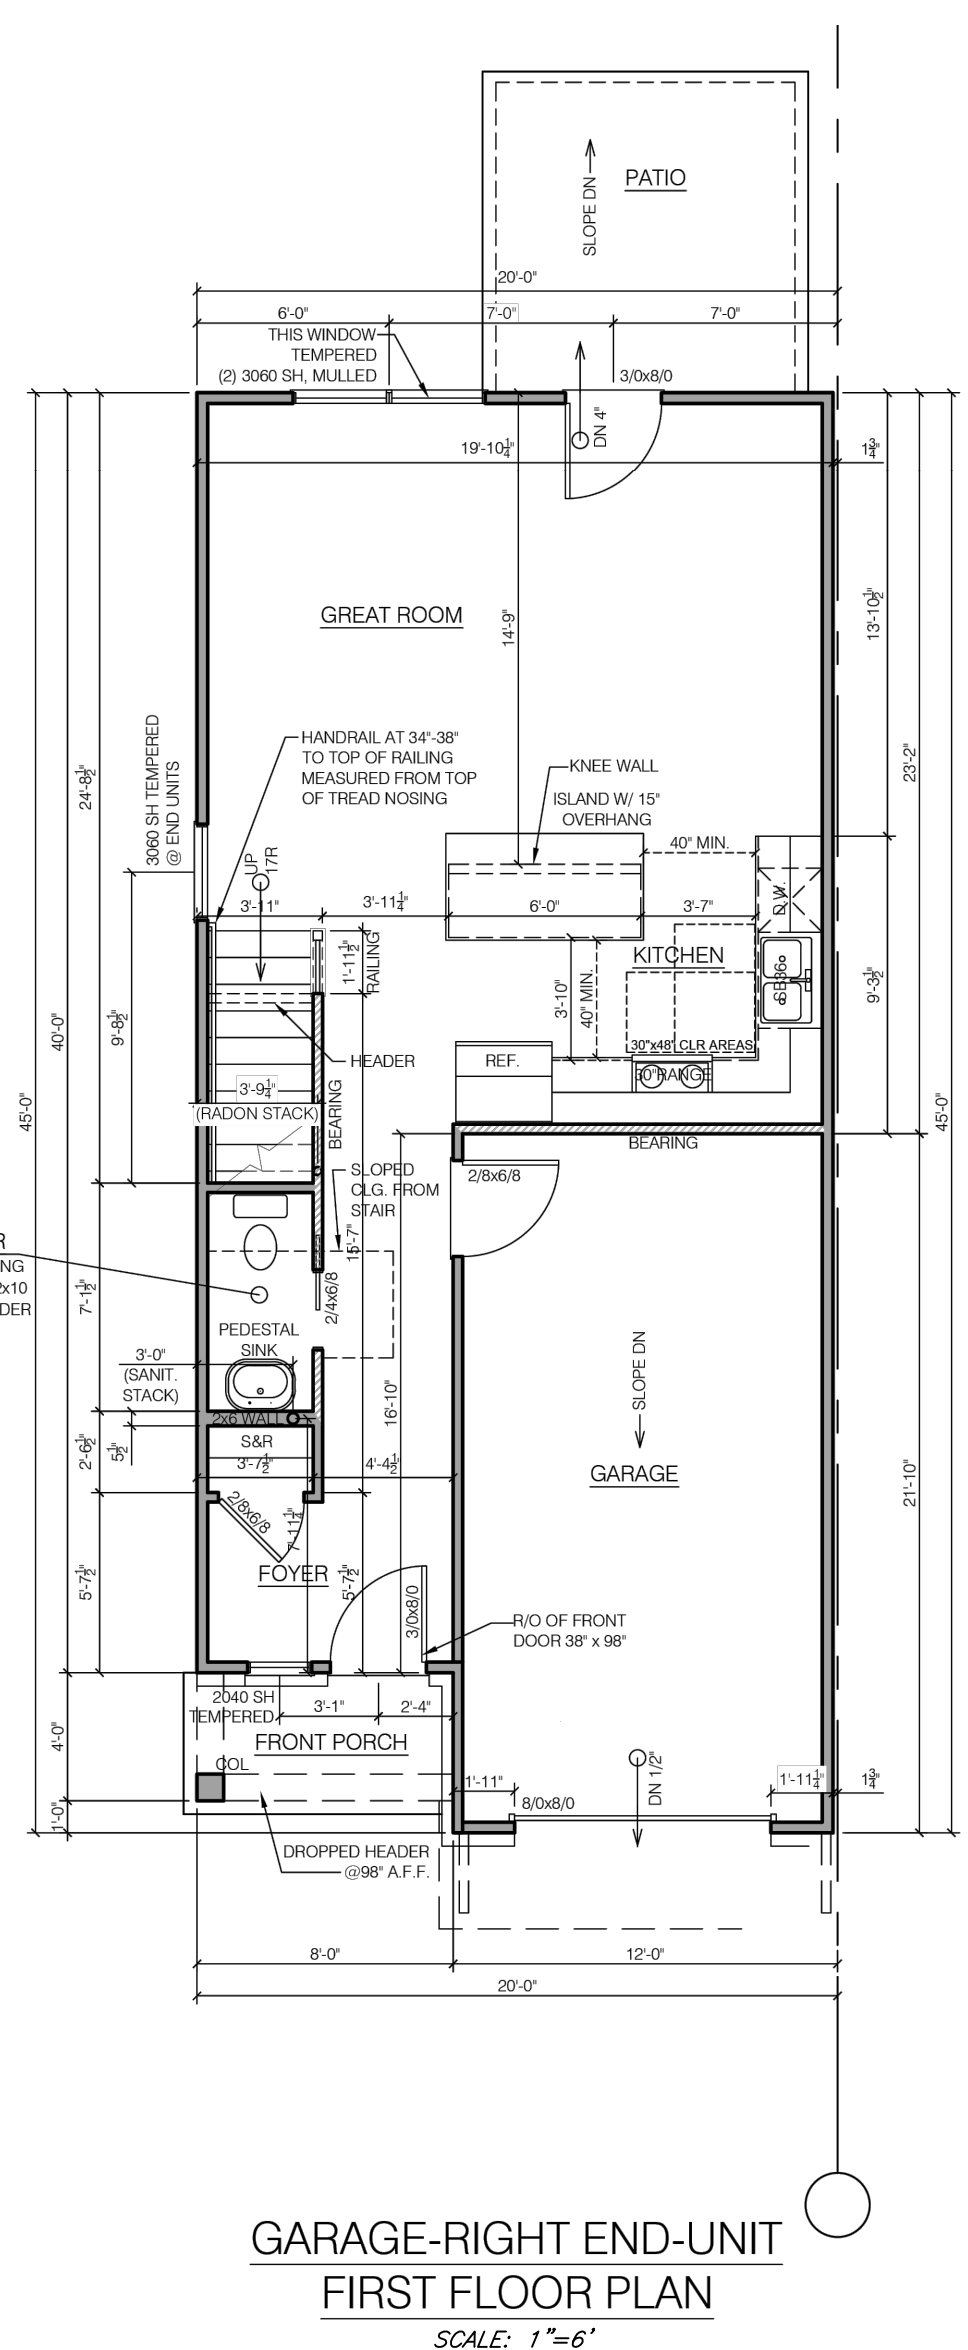 PATIO
SLOPE DN
20'-0"
6'-0"
7'-0"
7'-0"
THIS WINDOW
TEMPERED
(2) 3060 SH, MULLED
3/0x8/0
DN 4"
19'-10¼"
1¾"
GREAT ROOM
14'-9"
13'-10½"
23'-2"
HANDRAIL AT 34"-38"
TO TOP OF RAILING
MEASURED FROM TOP
OF TREAD NOSING
3060 SH TEMPERED
@ END UNITS
24'-8½"
KNEE WALL
ISLAND W/ 15"
OVERHANG
40" MIN.
UP
17R
3'-11"
3'-11¼"
6'-0"
3'-7"
D.W.
KITCHEN
SB36
1'-11½"
RAILING
3'-10"
40" MIN.
9'-3½"
9'-8½"
40'-0"
45'-0"
45'-0"
30"x48" CLR AREAS
30"RANGE
REF.
HEADER
3'-9¼"
(RADON STACK)
BEARING
BEARING
SLOPED
CLG. FROM
STAIR
2/8x6/8
15'-7"
2/4x6/8
R
NG
2x10
DER
7'-1½"
PEDESTAL
SINK
3'-0"
(SANIT.
STACK)
SLOPE DN
16'-10"
2x6 WALL
S&R
2'-6½"
5½"
3'-7½"
4'-4½"
GARAGE
21'-10"
2/8x6/8
7'-11¼"
FOYER
5'-7½"
5'-7½"
3/0x8/0
R/O OF FRONT
DOOR 38" x 98"
2040 SH
TEMPERED
3'-1"
2'-4"
FRONT PORCH
4'-0"
COL
1'-0"
1'-11"
8/0x8/0
DN 1/2"
1'-11¼"
1¾"
DROPPED HEADER
@98" A.F.F.
8'-0"
12'-0"
20'-0"
GARAGE-RIGHT END-UNIT
FIRST FLOOR PLAN
SCALE: 1"=6'